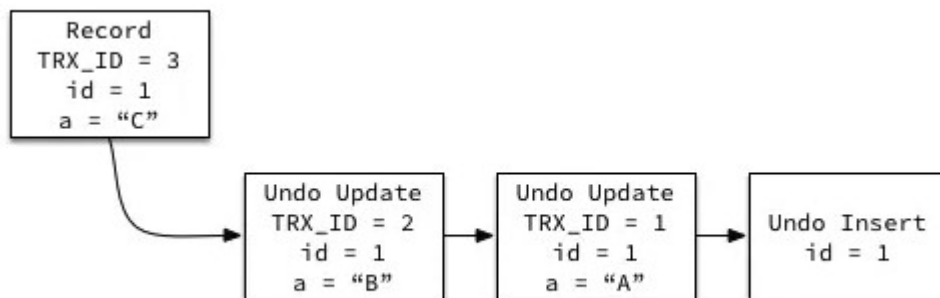 Record
TRX_ID = 3
id = 1
a = “C”
Undo Update
TRX_ID = 2
id = 1
a = “B”
Undo Update
TRX_ID = 1
id = 1
a = “A”
Undo Insert
id = 1